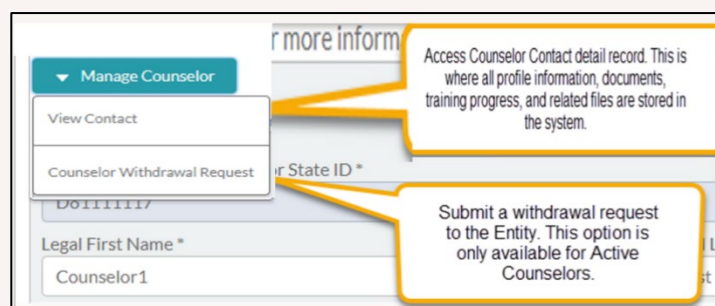 r more inform
Manage Counselor
View Contact
Counselor Withdrawal Request
Access Counselor Contact detail record. This is
where all profile information, documents,
training progress, and related files are stored in
the system.
r State ID *
D81111117
Submit a withdrawal request
to the Entity. This option is
only available for Active
Counselors.
Legal First Name *
Counselor1
l L
st